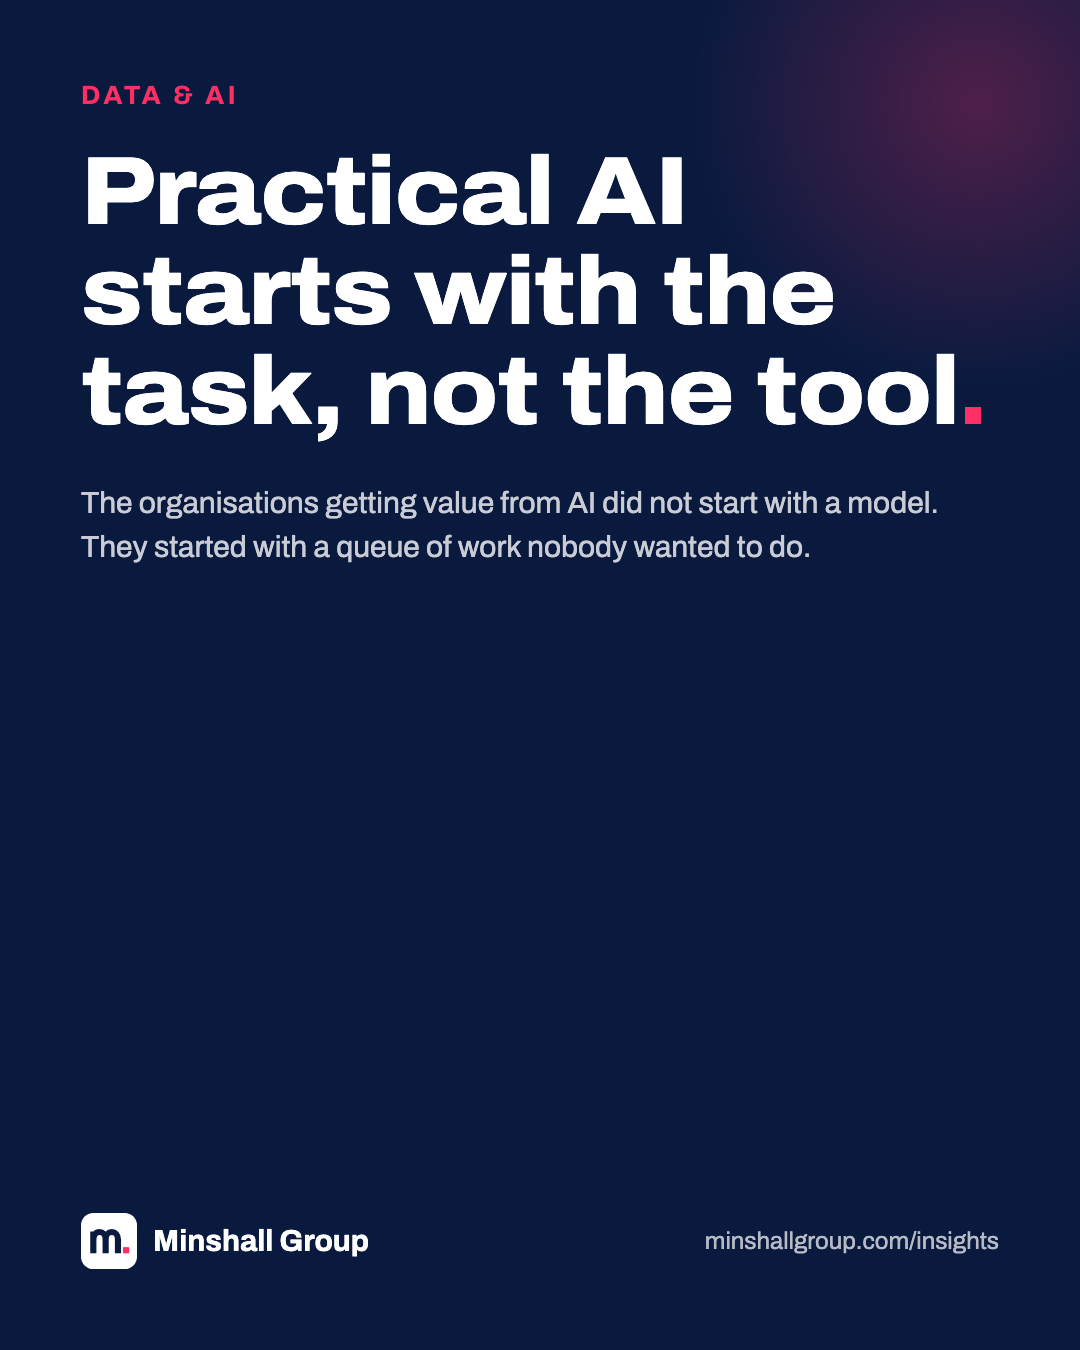 DATA & AI
Practical AI
starts with the
task, not the tool.
The organisations getting value from AI did not start with a model.
They started with a queue of work nobody wanted to do.
m. Minshall Group
minshallgroup.com/insights